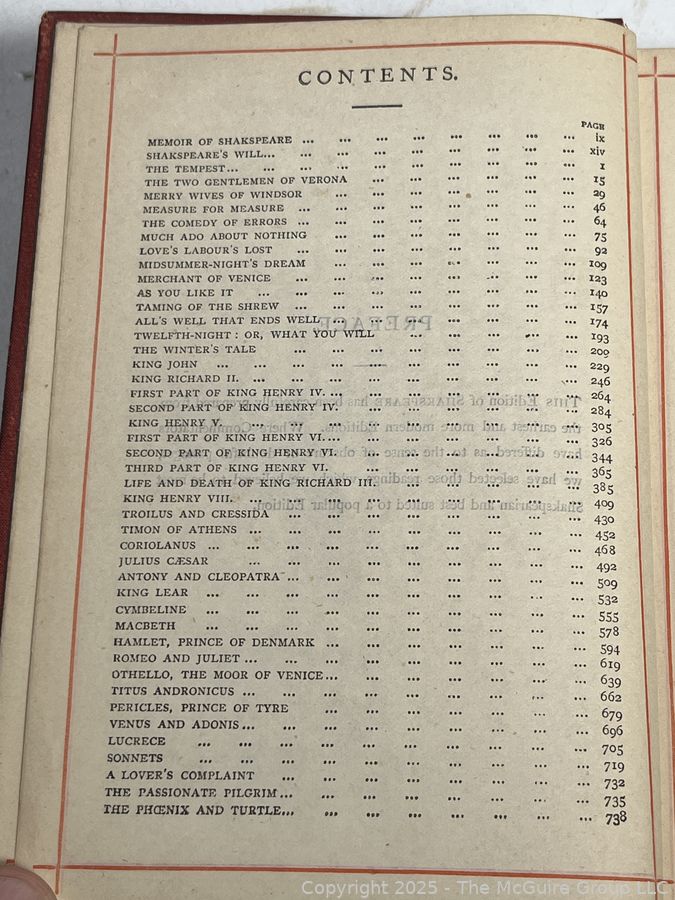 CONTENTS.
PAGE
MEMOIR OF SHAKSPEARE ... ... ... ... ... ... ... ... ix
SHAKSPEARE'S WILL... ... ... ... ... ... ... ... ... xiv
THE TEMPEST... ... ... ... ... ... ... ... ... ... 1
THE TWO GENTLEMEN OF VERONA ... ... ... ... ... ... 15
MERRY WIVES OF WINDSOR ... ... ... ... ... ... ... 29
MEASURE FOR MEASURE ... ... ... ... ... ... ... ... 46
THE COMEDY OF ERRORS ... ... ... ... ... ... ... ... 64
MUCH ADO ABOUT NOTHING ... ... ... ... ... ... ... 75
LOVE'S LABOUR'S LOST ... ... ... ... ... ... ... ... 92
MIDSUMMER-NIGHT'S DREAM ... ... ... ... ... ... ... 109
MERCHANT OF VENICE ... ... ... ... ... ... ... ... 123
AS YOU LIKE IT ... ... ... ... ... ... ... ... ... 140
TAMING OF THE SHREW ... ... ... ... ... ... ... ... 157
ALL'S WELL THAT ENDS WELL ... ... ... ... ... ... ... 174
TWELFTH-NIGHT : OR, WHAT YOU WILL ... ... ... ... ... 193
THE WINTER'S TALE ... ... ... ... ... ... ... ... 209
KING JOHN ... ... ... ... ... ... ... ... ... ... 229
KING RICHARD II. ... ... ... ... ... ... ... ... ... 246
FIRST PART OF KING HENRY IV. ... ... ... ... ... ... ... 264
SECOND PART OF KING HENRY IV. ... ... ... ... ... ... 284
KING HENRY V. ... ... ... ... ... ... ... ... ... 305
FIRST PART OF KING HENRY VI. ... ... ... ... ... ... ... 326
SECOND PART OF KING HENRY VI. ... ... ... ... ... ... 344
THIRD PART OF KING HENRY VI. ... ... ... ... ... ... ... 365
LIFE AND DEATH OF KING RICHARD III. ... ... ... ... ... 385
KING HENRY VIII. ... ... ... ... ... ... ... ... ... 409
TROILUS AND CRESSIDA ... ... ... ... ... ... ... ... 430
TIMON OF ATHENS ... ... ... ... ... ... ... ... ... 452
CORIOLANUS ... ... ... ... ... ... ... ... ... ... 468
JULIUS CÆSAR ... ... ... ... ... ... ... ... ... 492
ANTONY AND CLEOPATRA ... ... ... ... ... ... ... ... 509
KING LEAR ... ... ... ... ... ... ... ... ... ... 532
CYMBELINE ... ... ... ... ... ... ... ... ... ... 555
MACBETH ... ... ... ... ... ... ... ... ... ... 578
HAMLET, PRINCE OF DENMARK ... ... ... ... ... ... ... 594
ROMEO AND JULIET ... ... ... ... ... ... ... ... ... 619
OTHELLO, THE MOOR OF VENICE... ... ... ... ... ... ... 639
TITUS ANDRONICUS ... ... ... ... ... ... ... ... ... 662
PERICLES, PRINCE OF TYRE ... ... ... ... ... ... ... 679
VENUS AND ADONIS... ... ... ... ... ... ... ... ... 696
LUCRECE ... ... ... ... ... ... ... ... ... ... 705
SONNETS ... ... ... ... ... ... ... ... ... ... 719
A LOVER'S COMPLAINT ... ... ... ... ... ... ... ... 732
THE PASSIONATE PILGRIM ... ... ... ... ... ... ... ... 735
THE PHŒNIX AND TURTLE... ... ... ... ... ... ... ... 738
Copyright 2025 - The McGuire Group LLC